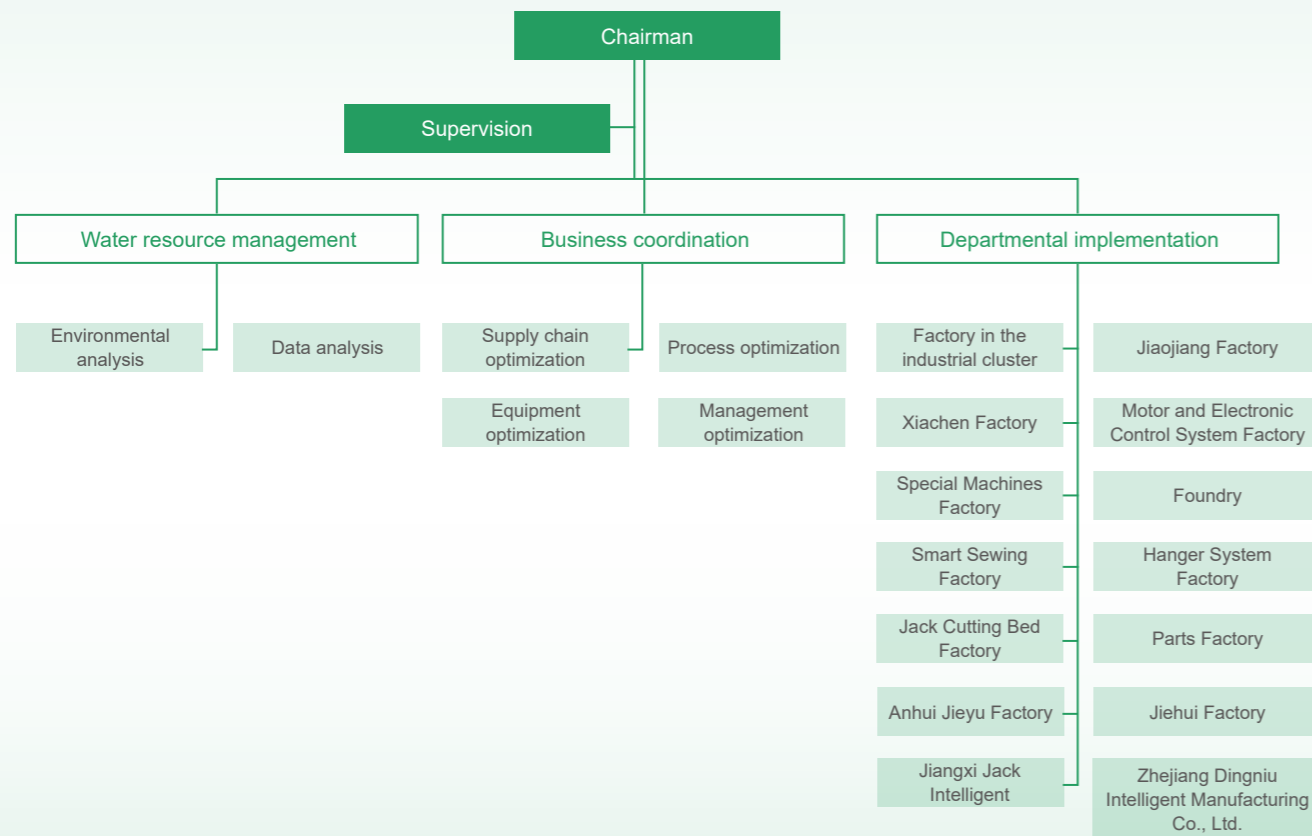 Chairman
Supervision
Water resource management
Business coordination
Departmental implementation
Environmental
analysis
Data analysis
Supply chain
optimization
Process optimization
Equipment
optimization
Management
optimization
Factory in the
industrial cluster
Jiaojiang Factory
Xiachen Factory
Motor and Electronic
Control System Factory
Special Machines
Factory
Foundry
Smart Sewing
Factory
Hanger System
Factory
Jack Cutting Bed
Factory
Parts Factory
Anhui Jieyu Factory
Jiehui Factory
Jiangxi Jack
Intelligent
Zhejiang Dingniu
Intelligent Manufacturing
Co., Ltd.